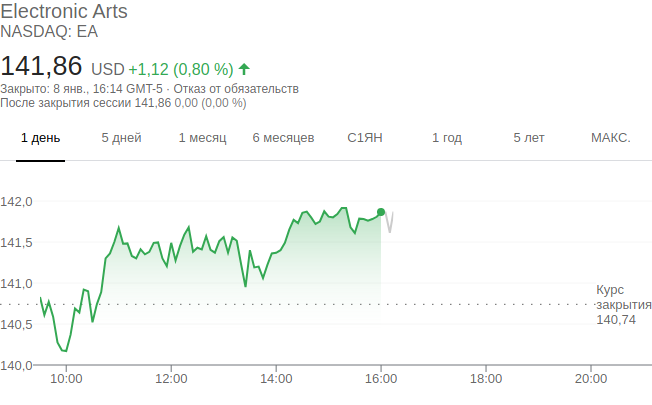 Electronic Arts
NASDAQ: EA
141,86 USD +1,12 (0,80 %)
Закрыто: 8 янв., 16:14 GMT-5 · Отказ от обязательств
После закрытия сессии 141,86 0,00 (0,00 %)
1 день 5 дней 1 месяц 6 месяцев С1ЯН 1 год 5 лет МАКС.
142,0
141,5
141,0
Курс
закрытия
140,74
140,5
140,0
10:00 12:00 14:00 16:00 18:00 20:00